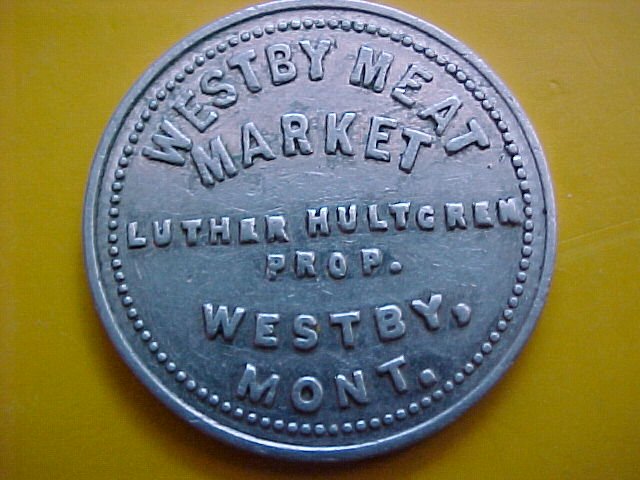 WESTBY MEAT
MARKET
LUTHER HULTGREN
PROP.
WESTBY,
MONT.